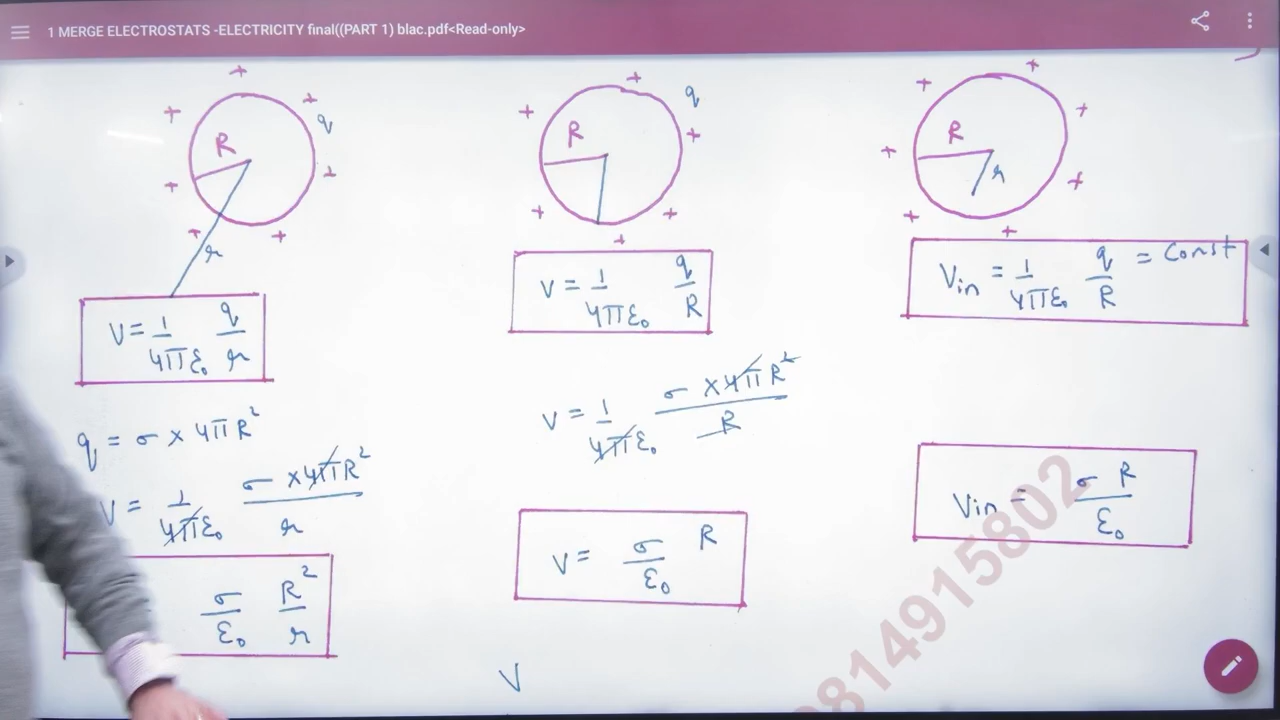 1 MERGE ELECTROSTATS -ELECTRICITY final((PART 1) blac.pdf<Read-only>
+ + + + + + + +
R q
r
V = 1/4πε₀ q/r
q = σ × 4πR²
V = 1/4πε₀ σ × 4πR²/r
σ/ε₀ R²/r
+ + + + + +
R q
V = 1/4πε₀ q/R
V = 1/4πε₀ σ × 4πR²/R
V = σ/ε₀ R
V
+ + + + + + +
R r
Vin = 1/4πε₀ q/R = Const
Vin = σ R/ε₀
814915802